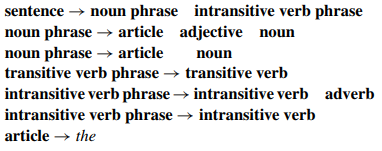 sentence → noun phrase intransitive verb phrase
noun phrase → article adjective noun
noun phrase → article noun
transitive verb phrase → transitive verb
intransitive verb phrase → intransitive verb adverb
intransitive verb phrase → intransitive verb
article → the